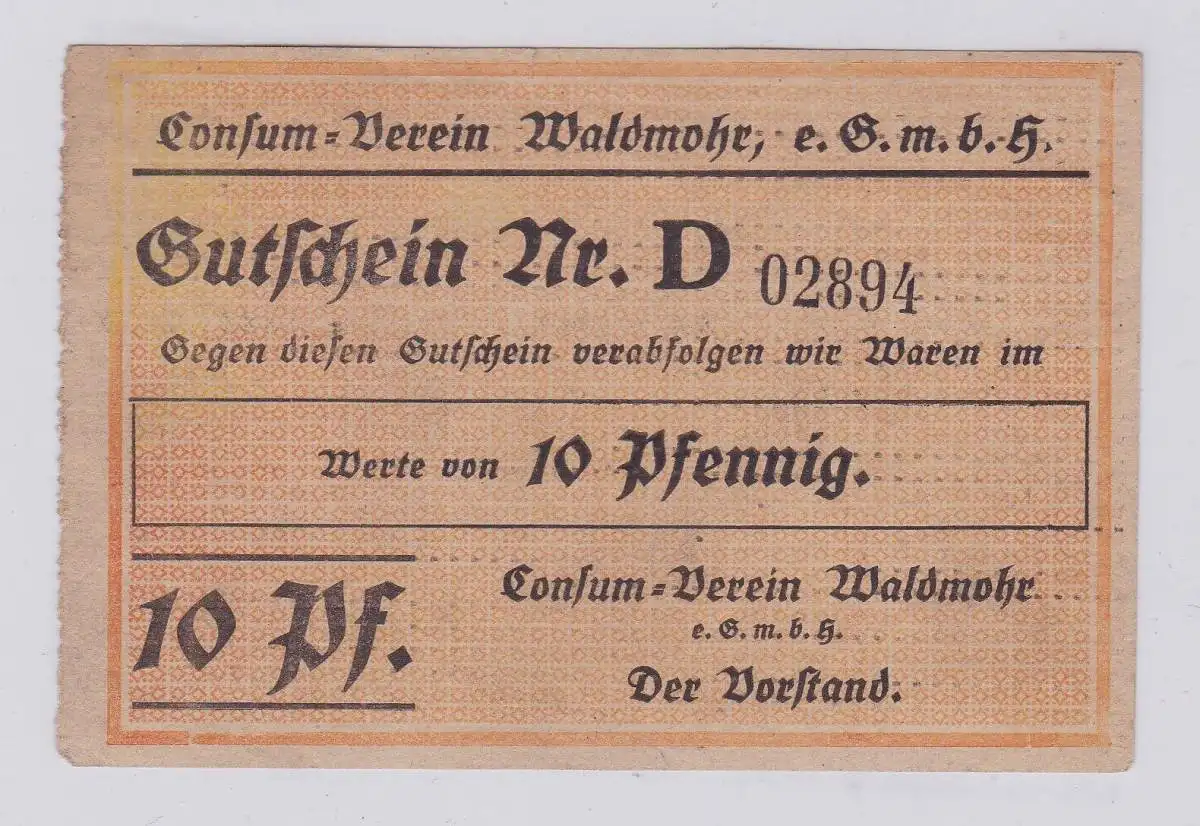 Consum-Verein Waldmohr, e. G. m. b. H.
Gutschein Nr. D 02894
Gegen diesen Gutschein verabfolgen wir Waren im
Werte von 10 Pfennig.
10 Pf.
Consum-Verein Waldmohr
e. G. m. b. H.
Der Vorstand.